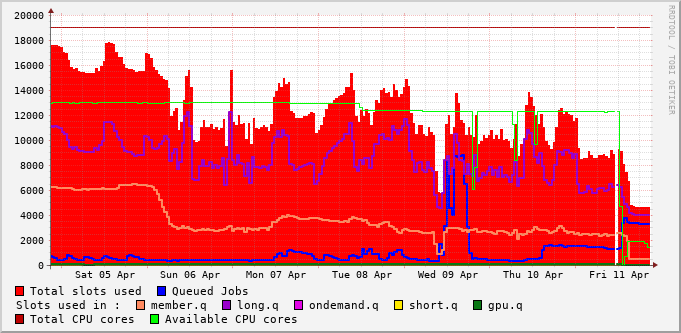 20000
18000
16000
14000
12000
10000
8000
6000
4000
2000
0
Sat 05 Apr Sun 06 Apr Mon 07 Apr Tue 08 Apr Wed 09 Apr Thu 10 Apr Fri 11 Apr
Total slots used Queued Jobs
Slots used in : member.q long.q ondemand.q short.q gpu.q
Total CPU cores
Available CPU cores
RRDTOOL / TOBI OETIKER